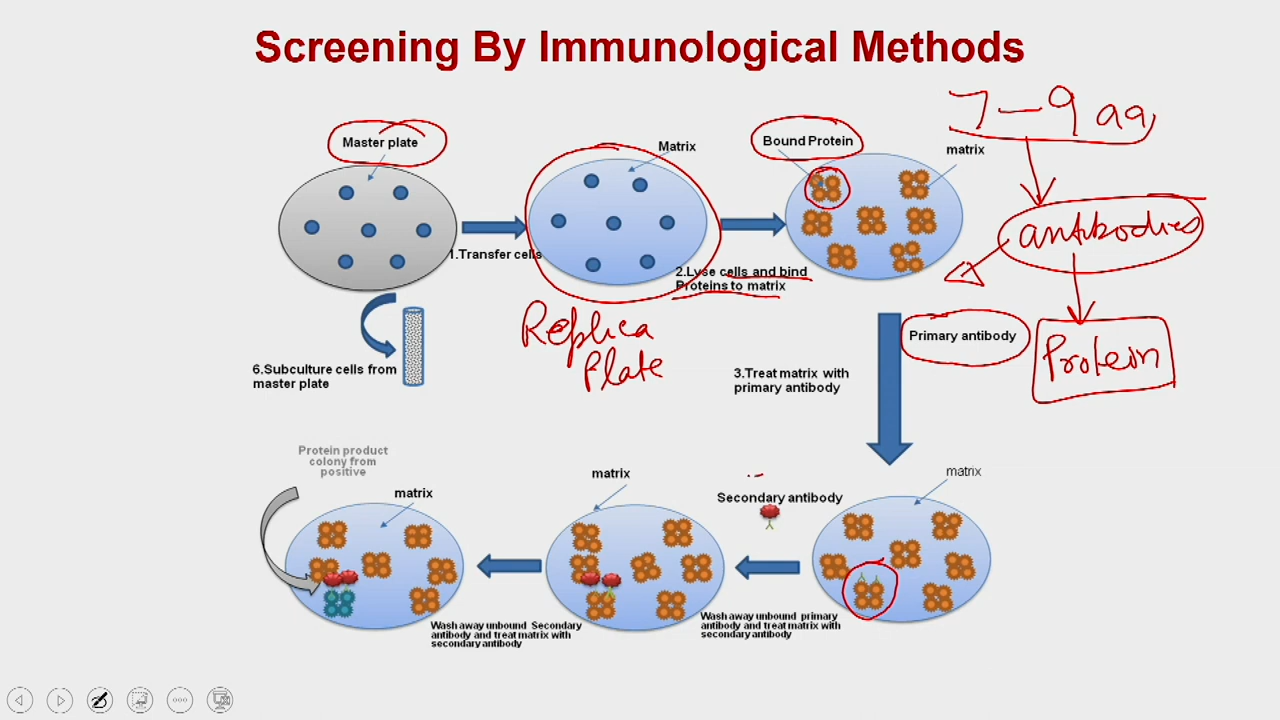 Screening By Immunological Methods
7-9 aa
Master plate
Matrix
Bound Protein
matrix
antibodies
1.Transfer cells
2.Lyse cells and bind
Proteins to matrix
Replica
Plate
Primary antibody
Protein
6.Subculture cells from
master plate
3.Treat matrix with
primary antibody
Protein product
colony from
positive
matrix
matrix
Secondary antibody
matrix
Wash away unbound Secondary
antibody and treat matrix with
secondary antibody
Wash away unbound primary
antibody and treat matrix with
secondary antibody